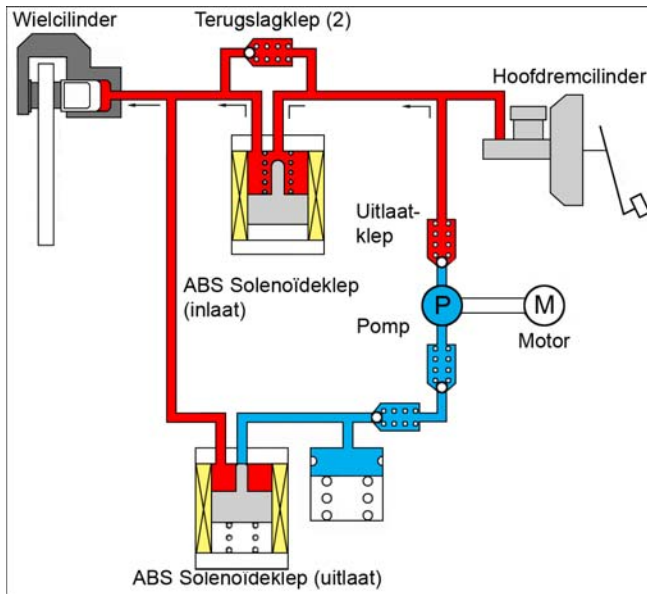 Wielcilinder
Terugslagklep (2)
Hoofdremcilinder
Uitlaat-
klep
ABS Solenoïdeklep
(inlaat)
P
M
Pomp
Motor
ABS Solenoïdeklep (uitlaat)